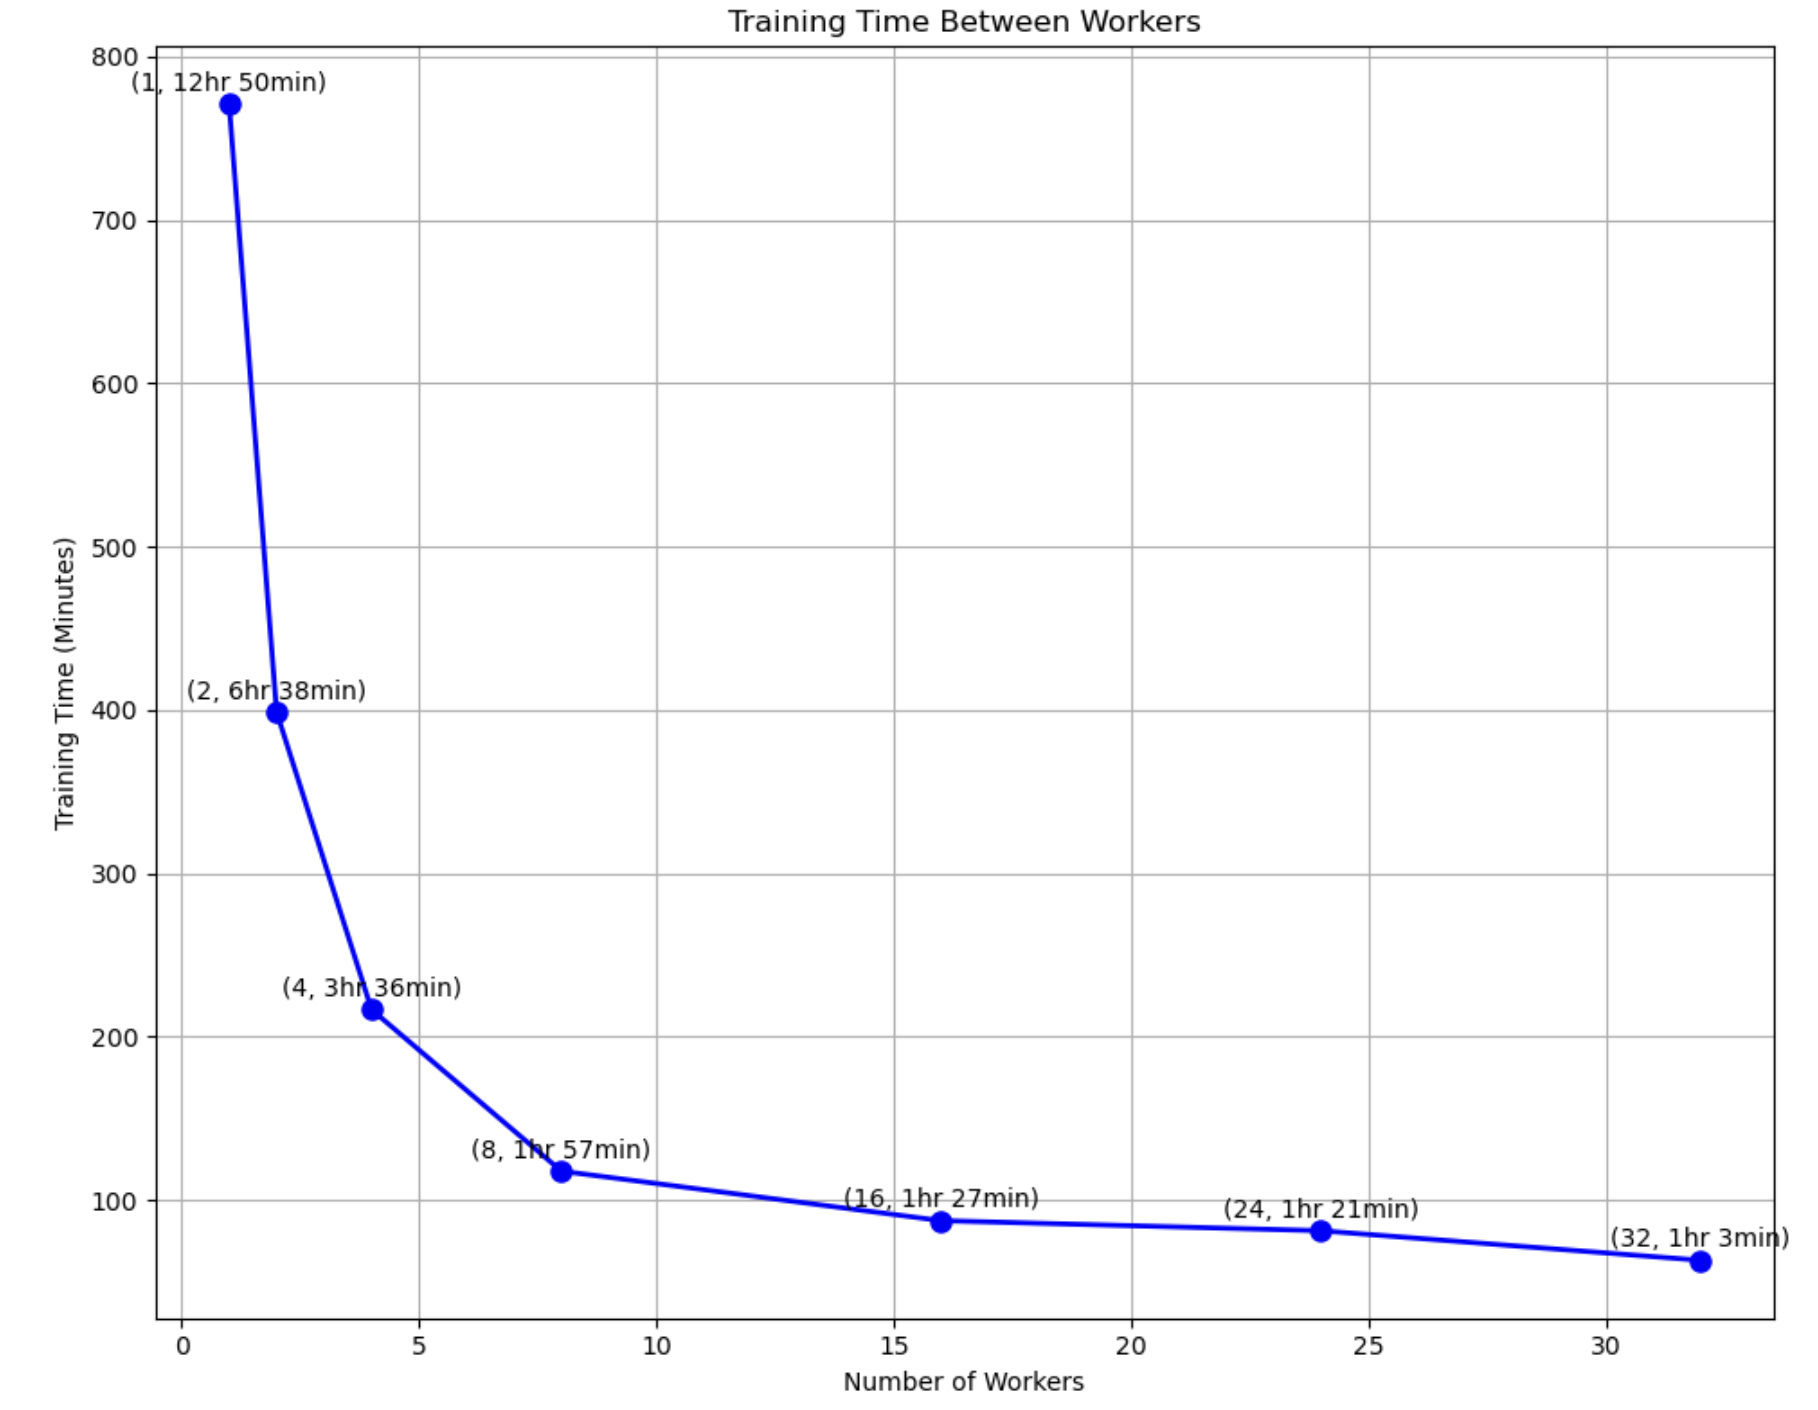 Training Time Between Workers
800
(1, 12hr 50min)
700
600
500
(2, 6hr 38min)
400
300
(4, 3hr 36min)
200
(8, 1hr 57min)
100
(16, 1hr 27min)
(24, 1hr 21min)
(32, 1hr 3min)
Training Time (Minutes)
0 5 10 15 20 25 30
Number of Workers